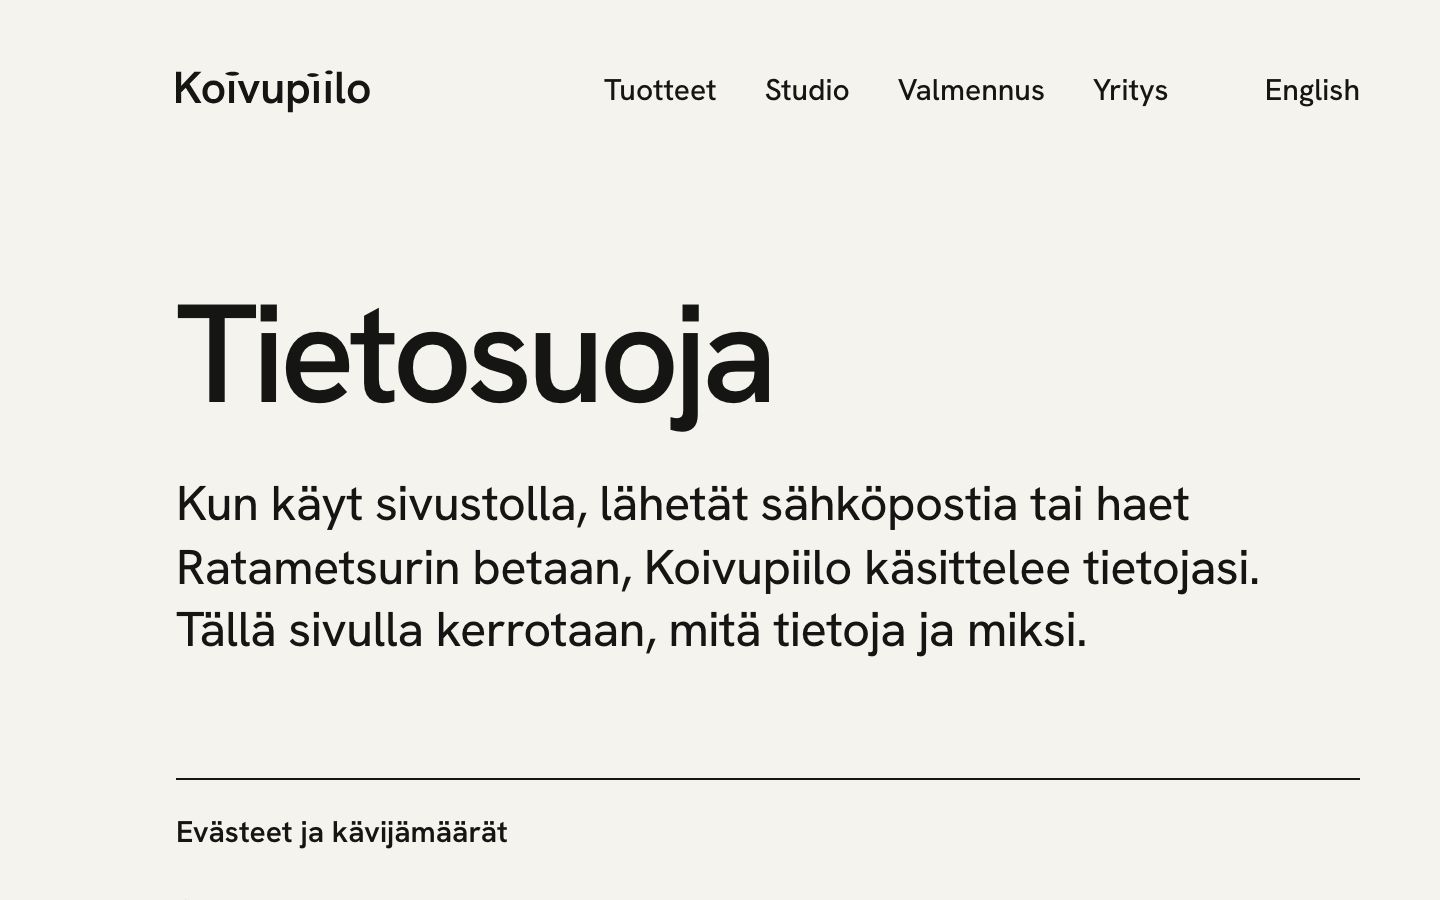 Koivupiilo
Tuotteet Studio Valmennus Yritys English
Tietosuoja
Kun käyt sivustolla, lähetät sähköpostia tai haet
Ratametsurin betaan, Koivupiilo käsittelee tietojasi.
Tällä sivulla kerrotaan, mitä tietoja ja miksi.
Evästeet ja kävijämäärät